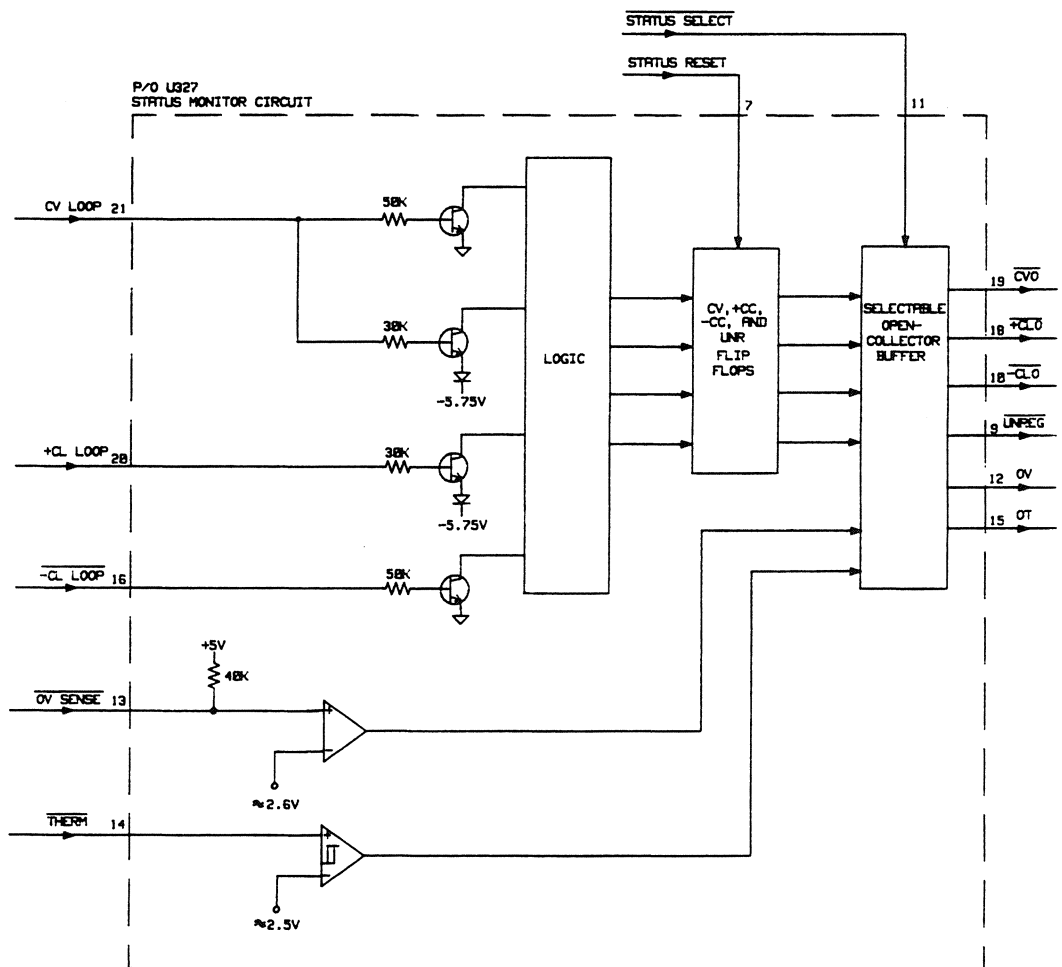 STATUS SELECT
STATUS RESET
P/O U327
STATUS MONITOR CIRCUIT
7
11
CV LOOP 21
50K
30K
-5.75V
+CL LOOP 20
30K
-5.75V
-CL LOOP 16
50K
LOGIC
CV, +CC,
-CC, AND
UNR
FLIP
FLOPS
SELECTABLE
OPEN-
COLLECTOR
BUFFER
19 CVO
18 +CLO
10 -CLO
9 UNREG
12 OV
15 OT
+5V
40K
OV SENSE 13
+
-
≈2.6V
THERM 14
+
-
≈2.5V